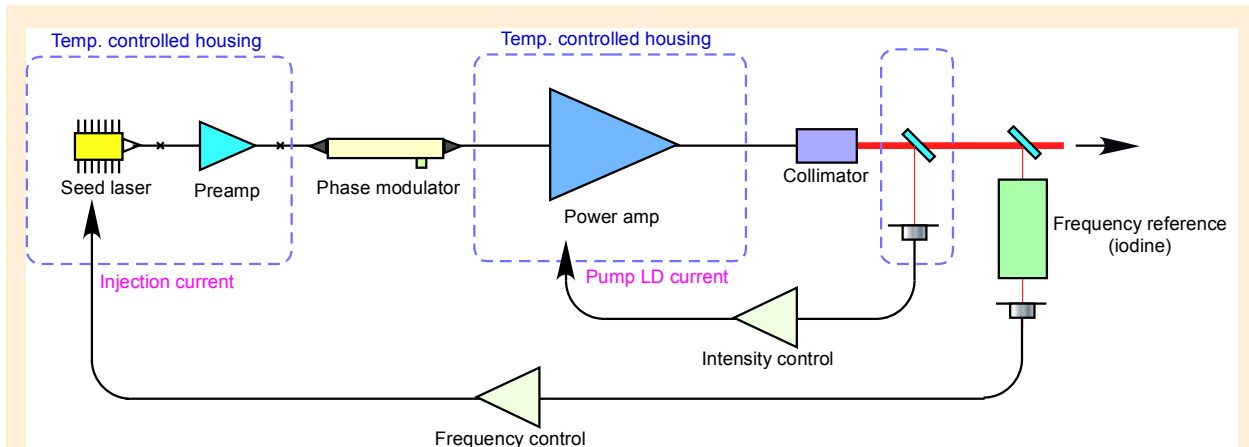 Temp. controlled housing
Temp. controlled housing
Seed laser
Preamp
Phase modulator
Power amp
Collimator
Frequency reference
(iodine)
Injection current
Pump LD current
Intensity control
Frequency control